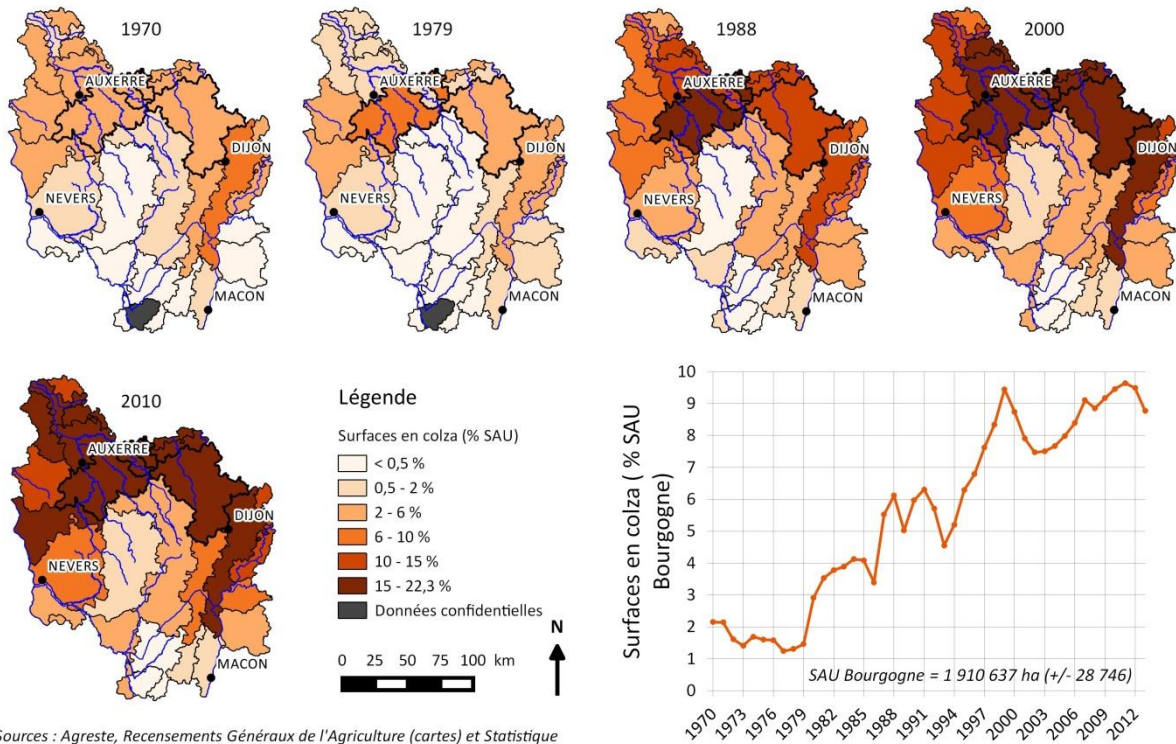 1970
AUXERRE
DIJON
NEVERS
MACON
1979
AUXERRE
DIJON
NEVERS
MACON
1988
AUXERRE
DIJON
NEVERS
MACON
2000
AUXERRE
DIJON
NEVERS
MACON
2010
AUXERRE
DIJON
NEVERS
MACON
Légende
Surfaces en colza (% SAU)
< 0,5 %
0,5 - 2 %
2 - 6 %
6 - 10 %
10 - 15 %
15 - 22,3 %
Données confidentielles
0 25 50 75 100 km
N
Surfaces en colza ( % SAU
Bourgogne)
10
9
8
7
6
5
4
3
2
1
0
SAU Bourgogne = 1 910 637 ha (+/- 28 746)
1970 1973 1976 1979 1982 1985 1988 1991 1994 1997 2000 2003 2006 2009 2012
Sources : Agreste, Recensements Généraux de l'Agriculture (cartes) et Statistique